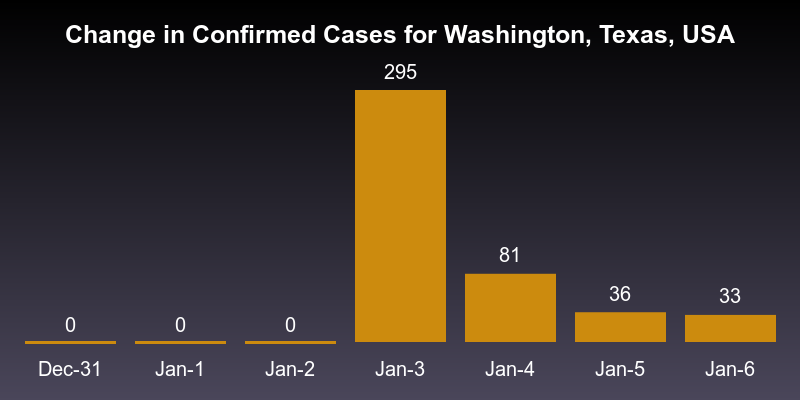 Change in Confirmed Cases for Washington, Texas, USA
295
81
36
33
0 0 0
Dec-31 Jan-1 Jan-2 Jan-3 Jan-4 Jan-5 Jan-6